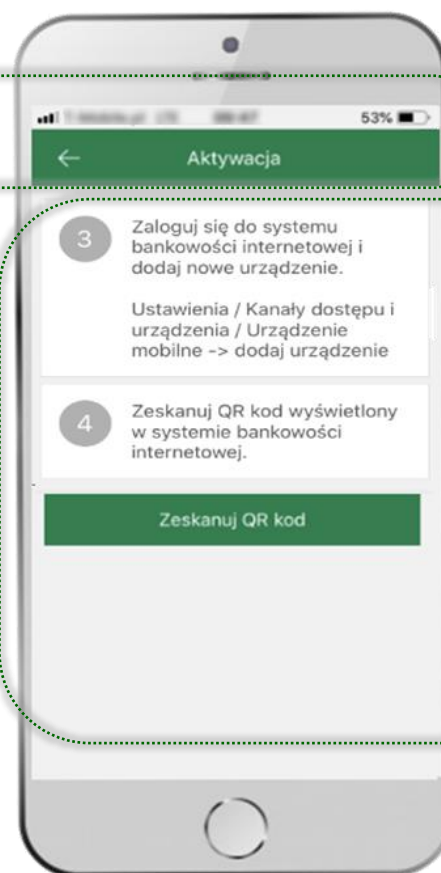 53%
Aktywacja
3
Zaloguj się do systemu
bankowości internetowej i
dodaj nowe urządzenie.
Ustawienia / Kanały dostępu i
urządzenia / Urządzenie
mobilne -> dodaj urządzenie
4
Zeskanuj QR kod wyświetlony
w systemie bankowości
internetowej.
Zeskanuj QR kod